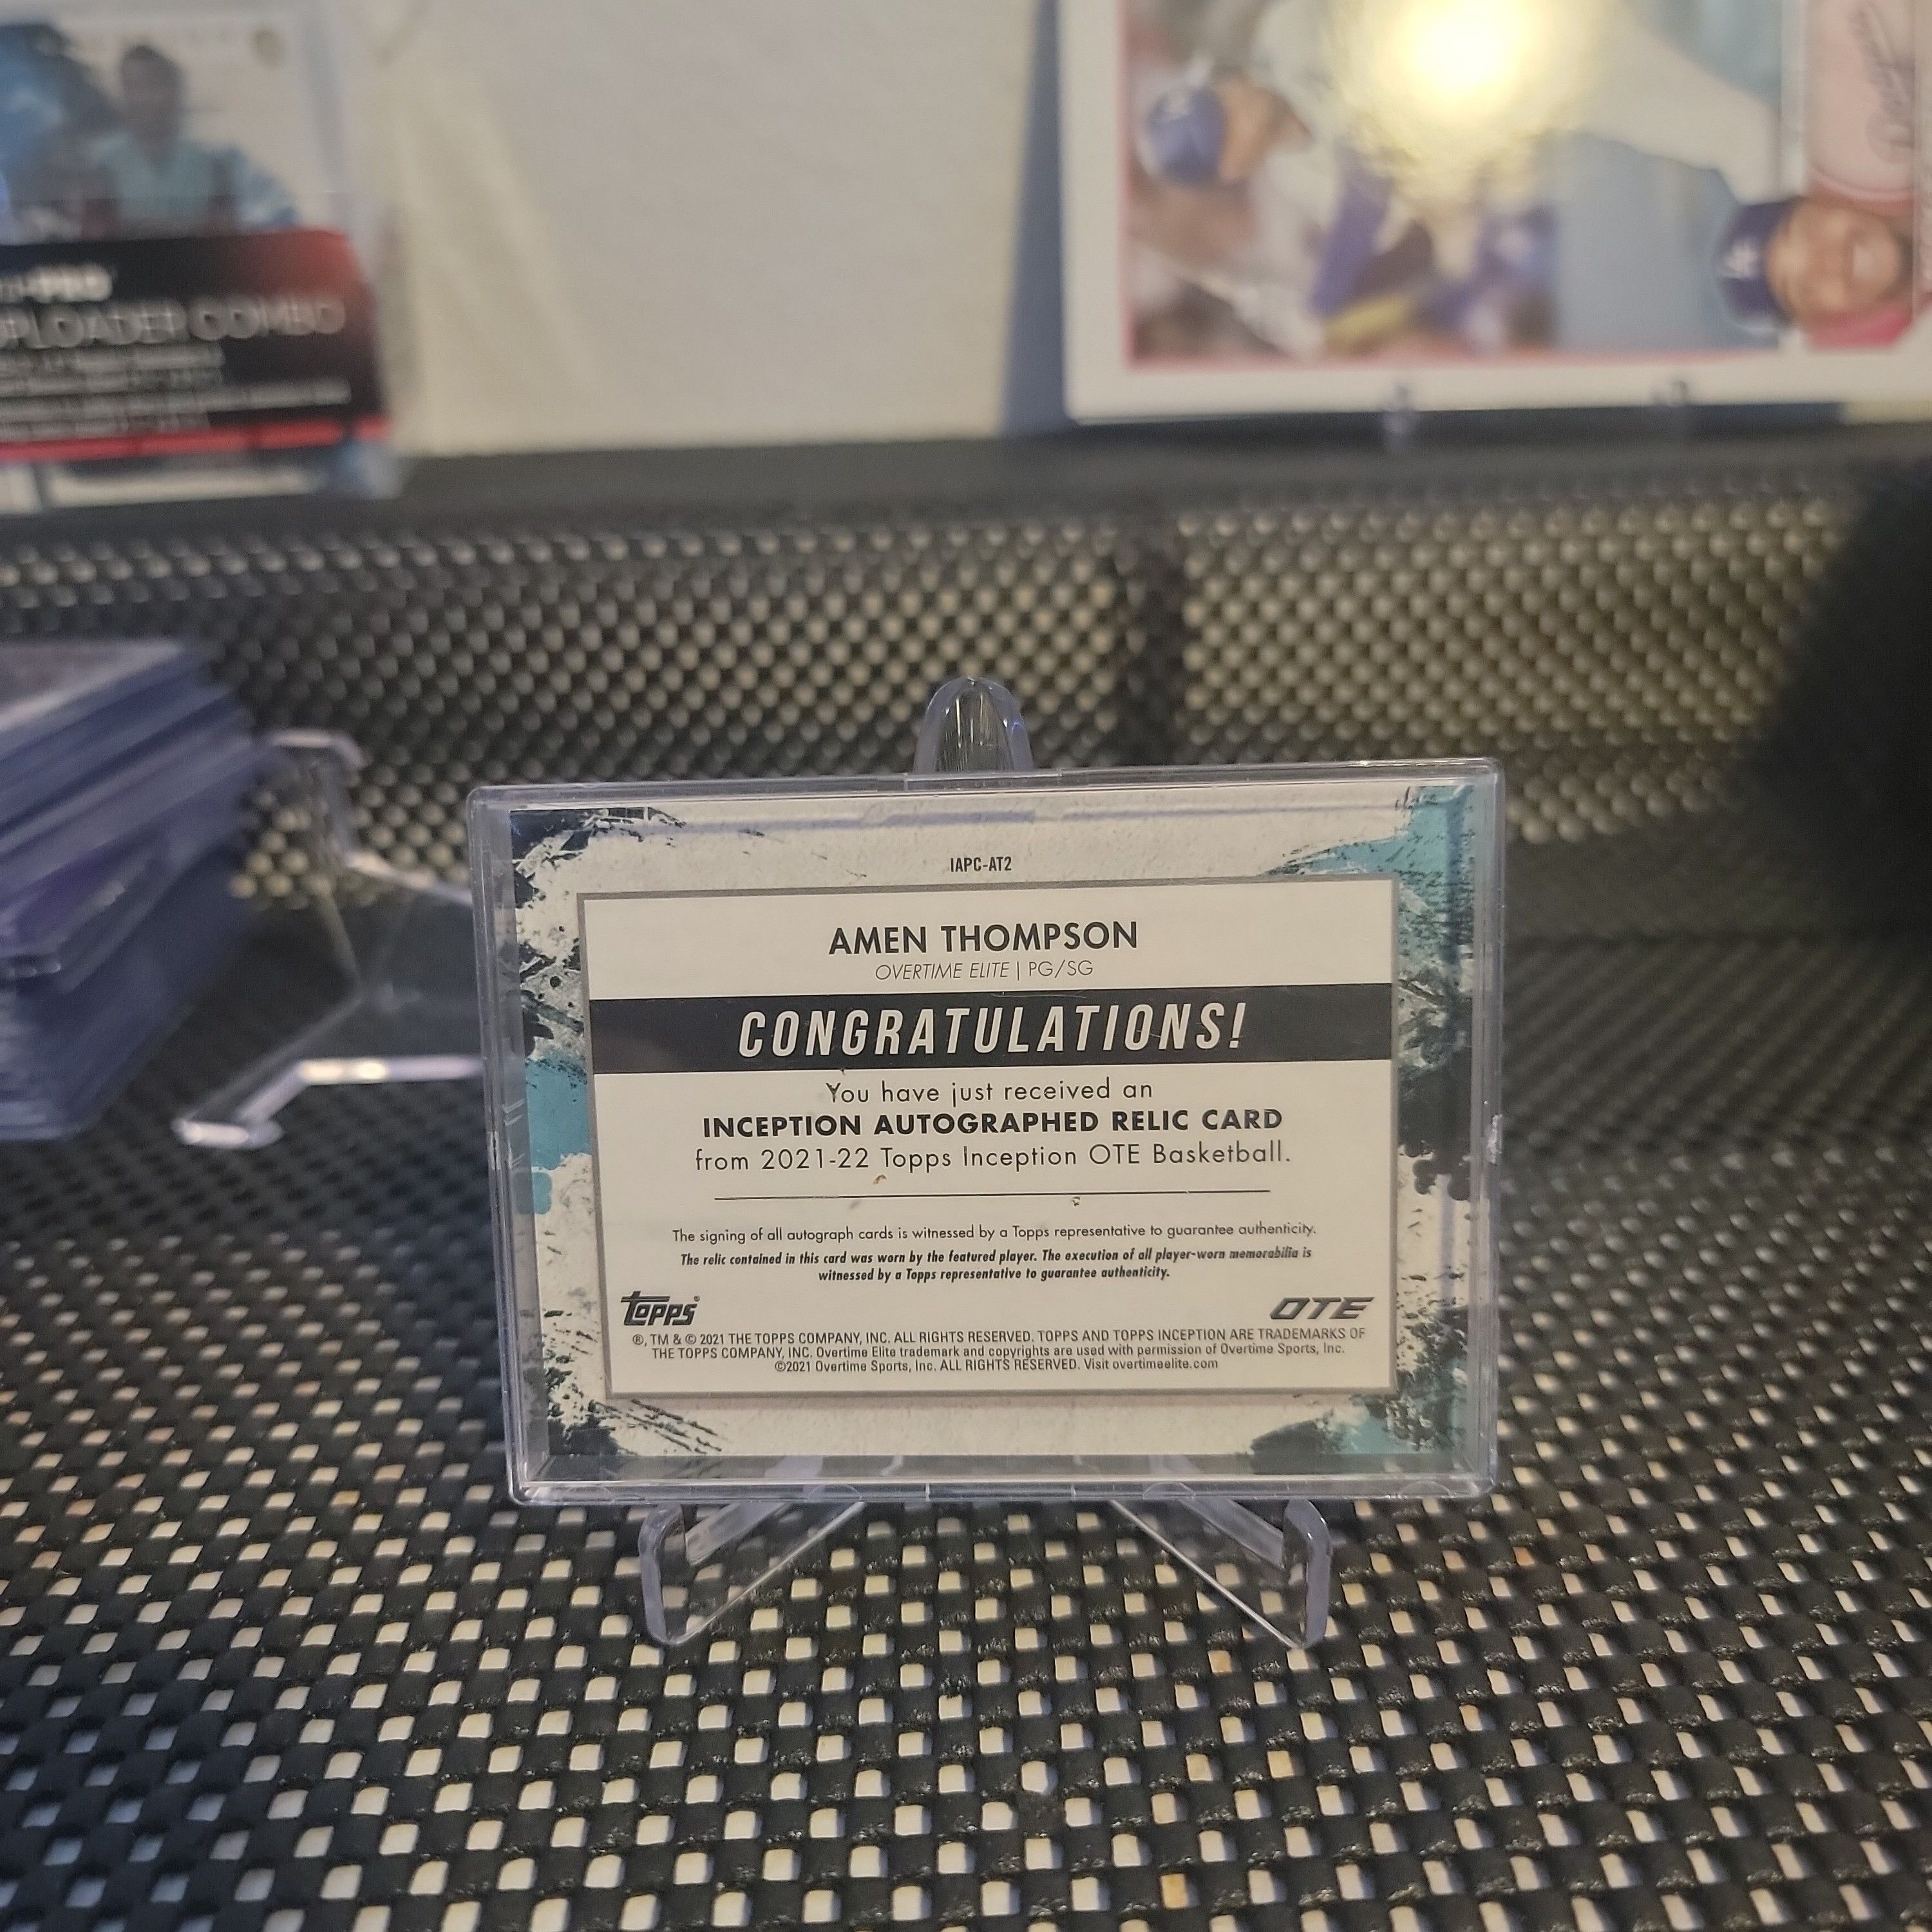 PRO
PLOADER COMBO
IAPC-AT2
AMEN THOMPSON
OVERTIME ELITE | PG/SG
CONGRATULATIONS!
You have just received an
INCEPTION AUTOGRAPHED RELIC CARD
from 2021-22 Topps Inception OTE Basketball.
The signing of all autograph cards is witnessed by a Topps representative to guarantee authenticity.
The relic contained in this card was worn by the featured player. The execution of all player-worn memorabilia is
witnessed by a Topps representative to guarantee authenticity.
Topps® OTE
®, TM & © 2021 THE TOPPS COMPANY, INC. ALL RIGHTS RESERVED. TOPPS AND TOPPS INCEPTION ARE TRADEMARKS OF
THE TOPPS COMPANY, INC. Overtime Elite trademark and copyrights are used with permission of Overtime Sports, Inc.
©2021 Overtime Sports, Inc. ALL RIGHTS RESERVED. Visit overtimeelite.com